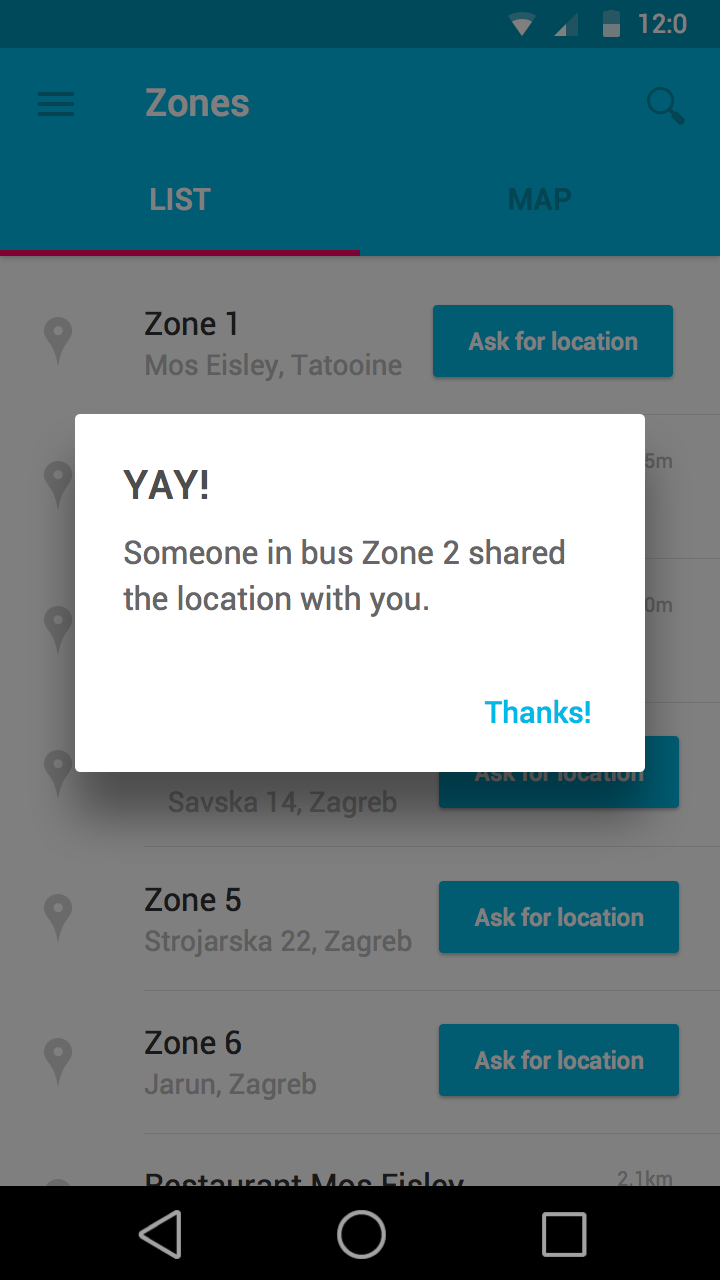 12:0
Zones
LIST
MAP
Zone 1
Mos Eisley, Tatooine
Ask for location
5m
YAY!
Someone in bus Zone 2 shared
the location with you.
0m
Thanks!
Ask for location
Savska 14, Zagreb
Zone 5
Strojarska 22, Zagreb
Ask for location
Zone 6
Jarun, Zagreb
Ask for location
Restaurant Mos Eisley
2.1km